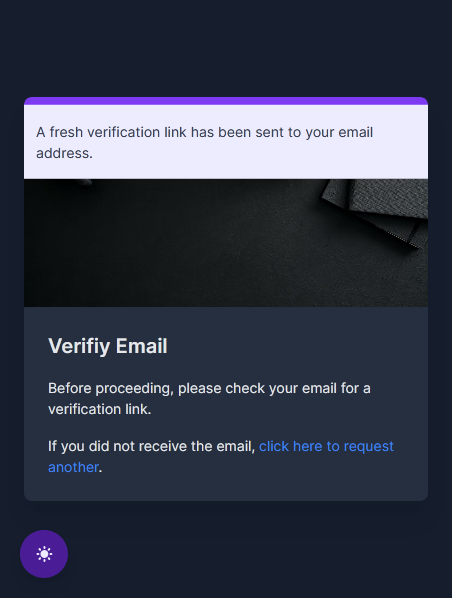 A fresh verification link has been sent to your email
address.
Verifiy Email
Before proceeding, please check your email for a
verification link.
If you did not receive the email, click here to request
another.